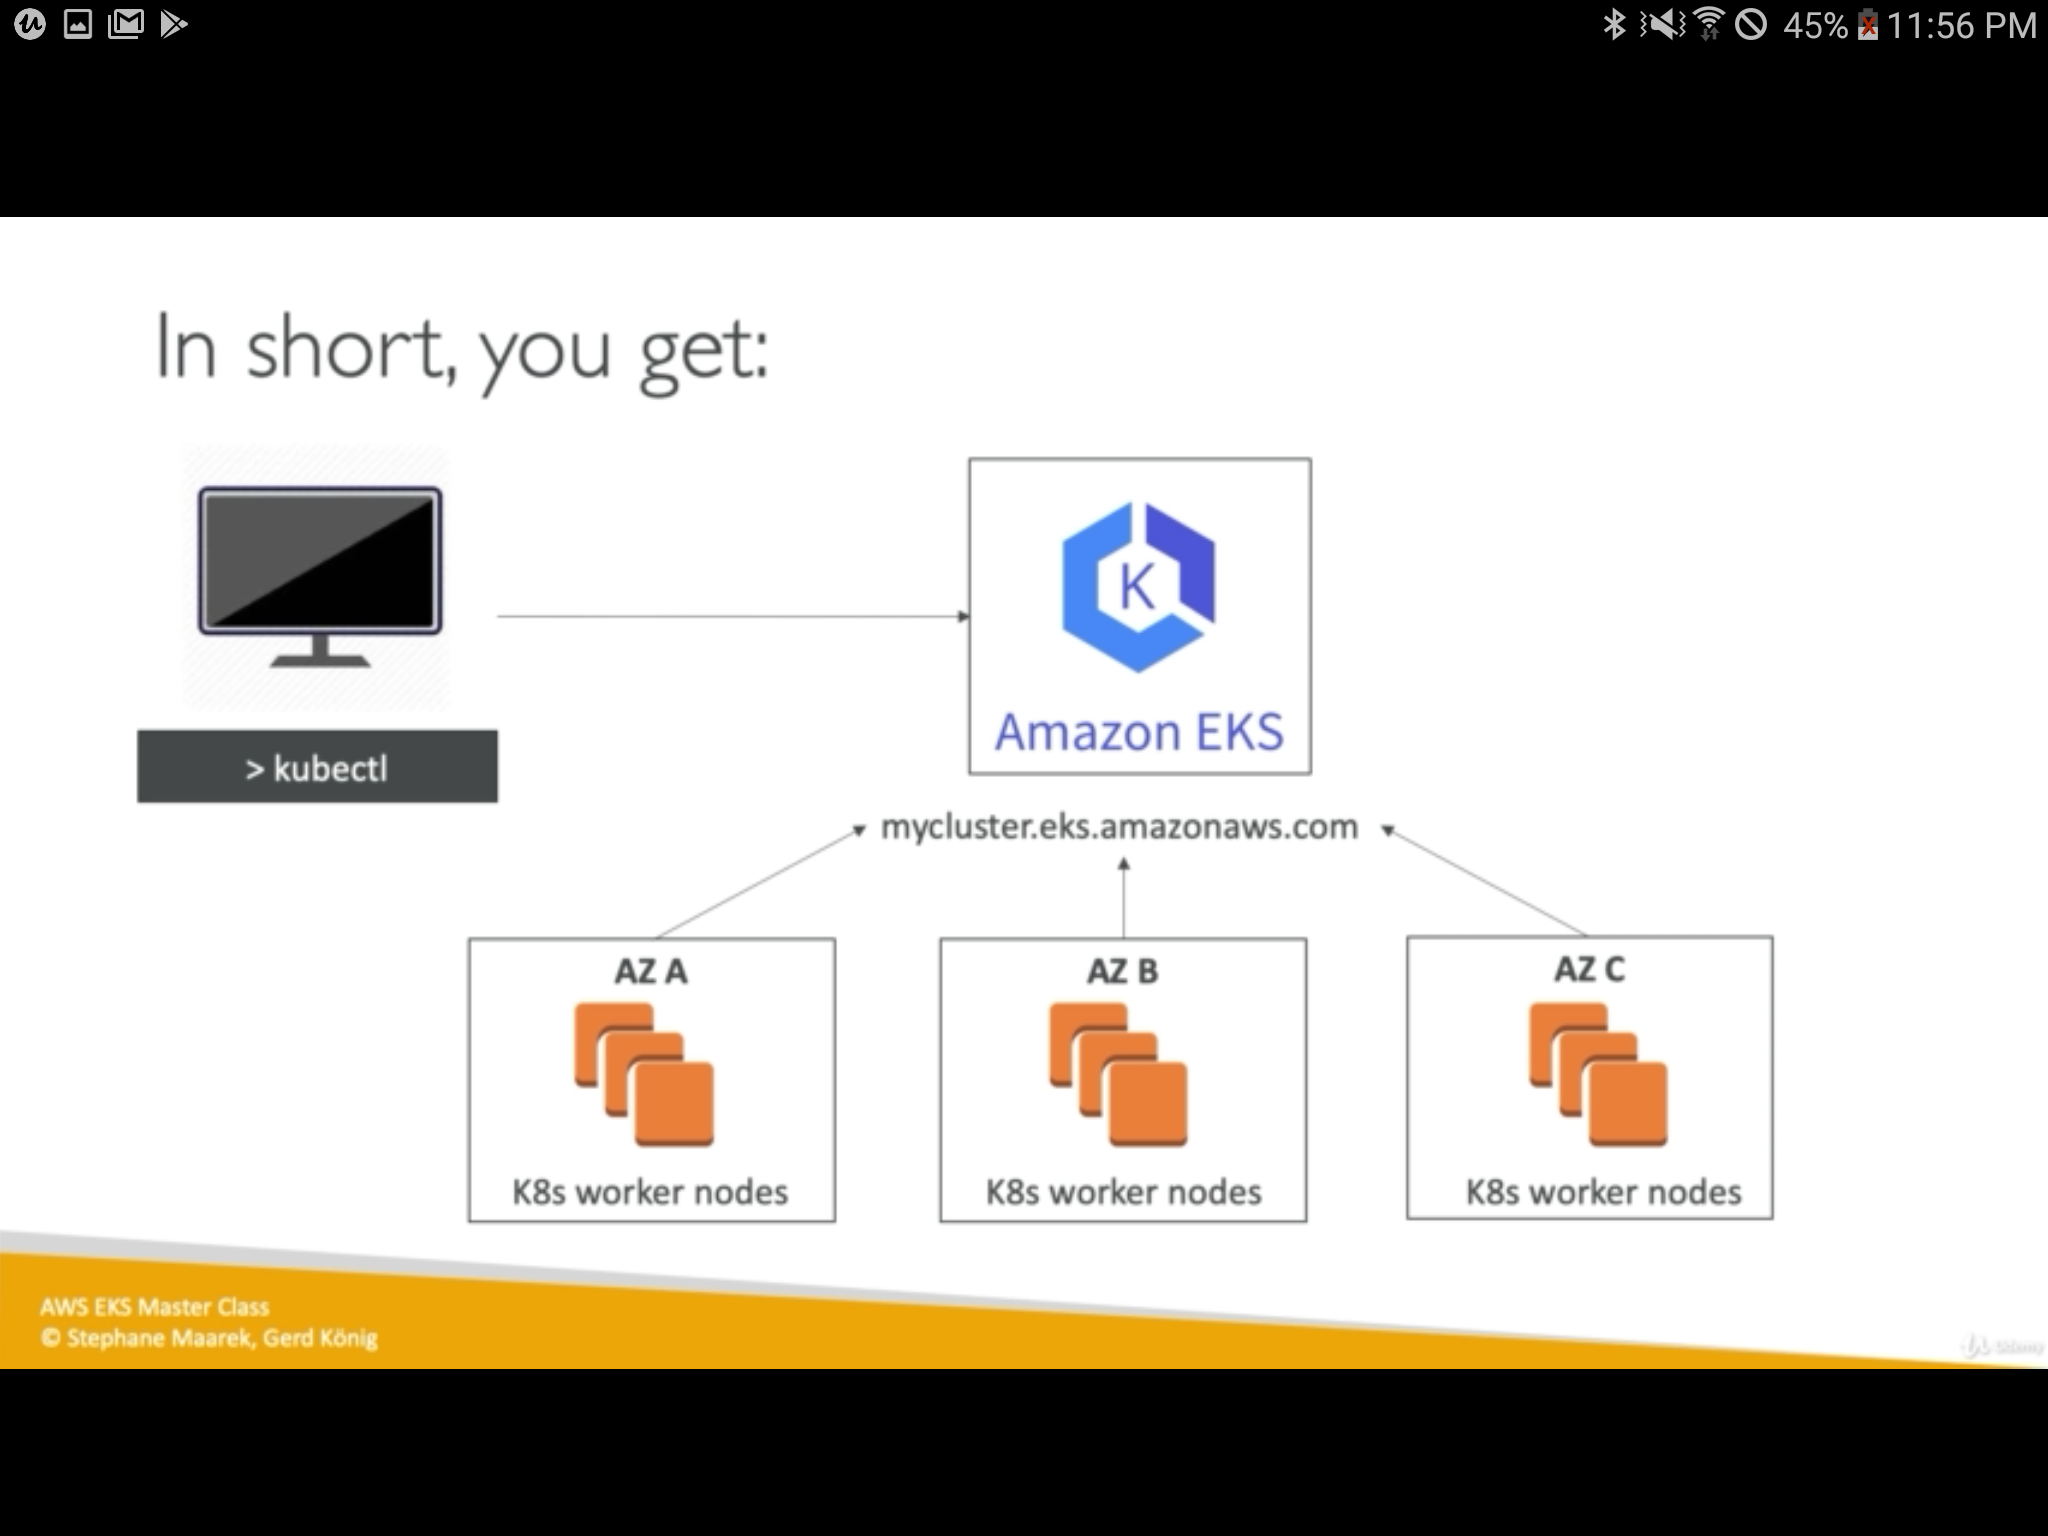 45% 11:56 PM
In short, you get:
K
Amazon EKS
> kubectl
mycluster.eks.amazonaws.com
AZ A
AZ B
AZ C
K8s worker nodes
K8s worker nodes
K8s worker nodes
AWS EKS Master Class
© Stephane Maarek, Gerd König
Udemy